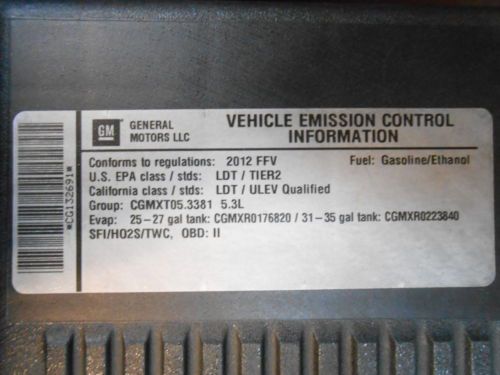 GM
GENERAL MOTORS LLC
VEHICLE EMISSION CONTROL
INFORMATION
Conforms to regulations: 2012 FFV Fuel: Gasoline/Ethanol
U.S. EPA class / stds: LDT / TIER2
California class / stds: LDT / ULEV Qualified
Group: CGMXT05.3381 5.3L
Evap: 25-27 gal tank: CGMXR0176820 / 31-35 gal tank: CGMXR0223840
SFI/HO2S/TWC, OBD: II
*CG132691*